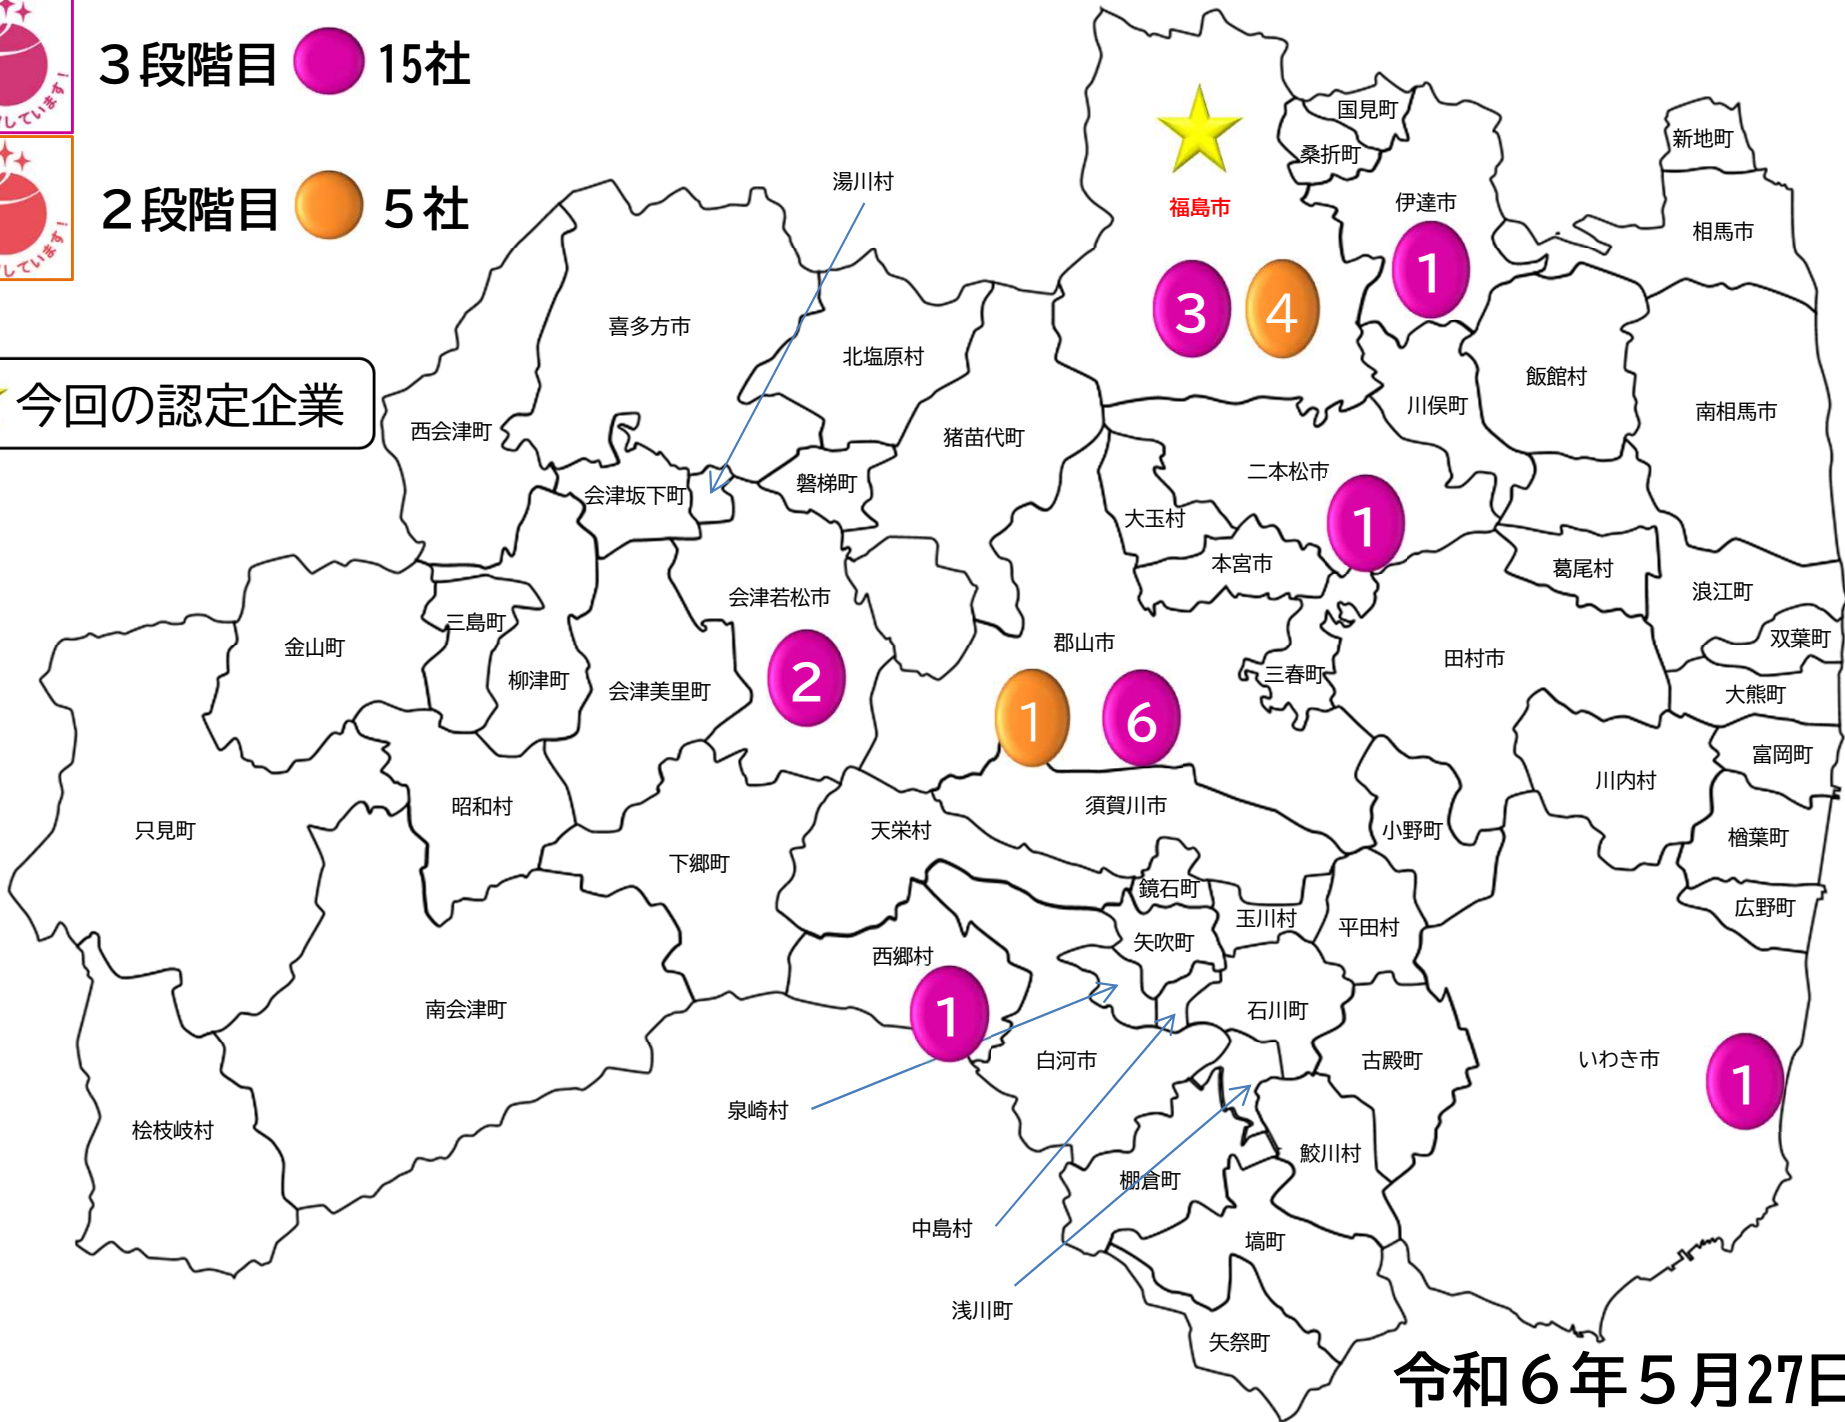 しています！
３段階目
15社
しています！
２段階目
５社
今回の認定企業
国見町
桑折町
新地町
湯川村
福島市
伊達市
相馬市
3
4
1
喜多方市
北塩原村
飯館村
川俣町
南相馬市
西会津町
猪苗代町
二本松市
会津坂下町
磐梯町
大玉村
1
本宮市
葛尾村
浪江町
会津若松市
三島町
双葉町
金山町
郡山市
田村市
三春町
柳津町
会津美里町
2
大熊町
1
6
富岡町
川内村
昭和村
須賀川市
只見町
天栄村
小野町
楢葉町
下郷町
鏡石町
広野町
玉川村
平田村
矢吹町
西郷村
1
南会津町
石川町
白河市
古殿町
いわき市
1
泉崎村
桧枝岐村
鮫川村
棚倉町
中島村
塙町
浅川町
矢祭町
令和６年５月27日